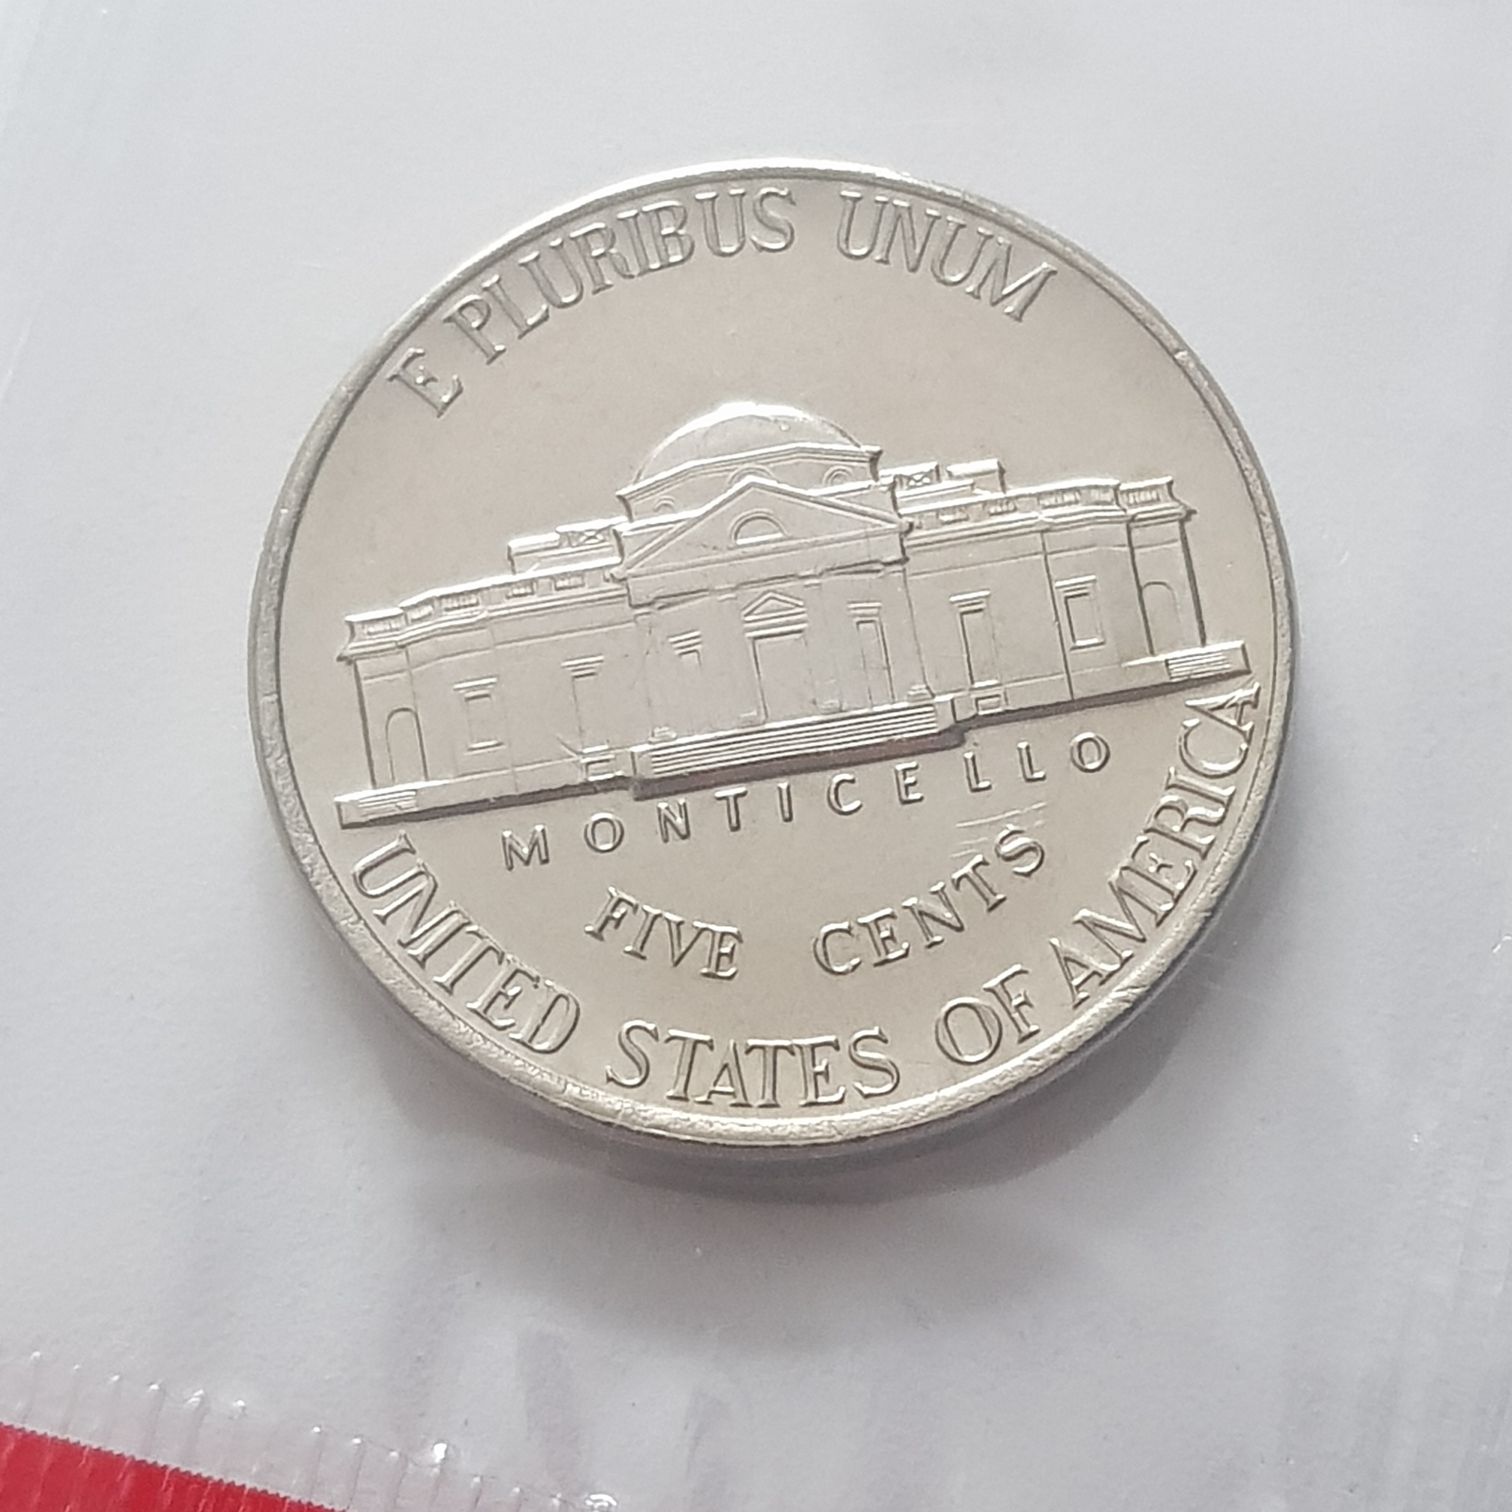 E PLURIBUS UNUM
MONTICELLO
FIVE CENTS
UNITED STATES OF AMERICA